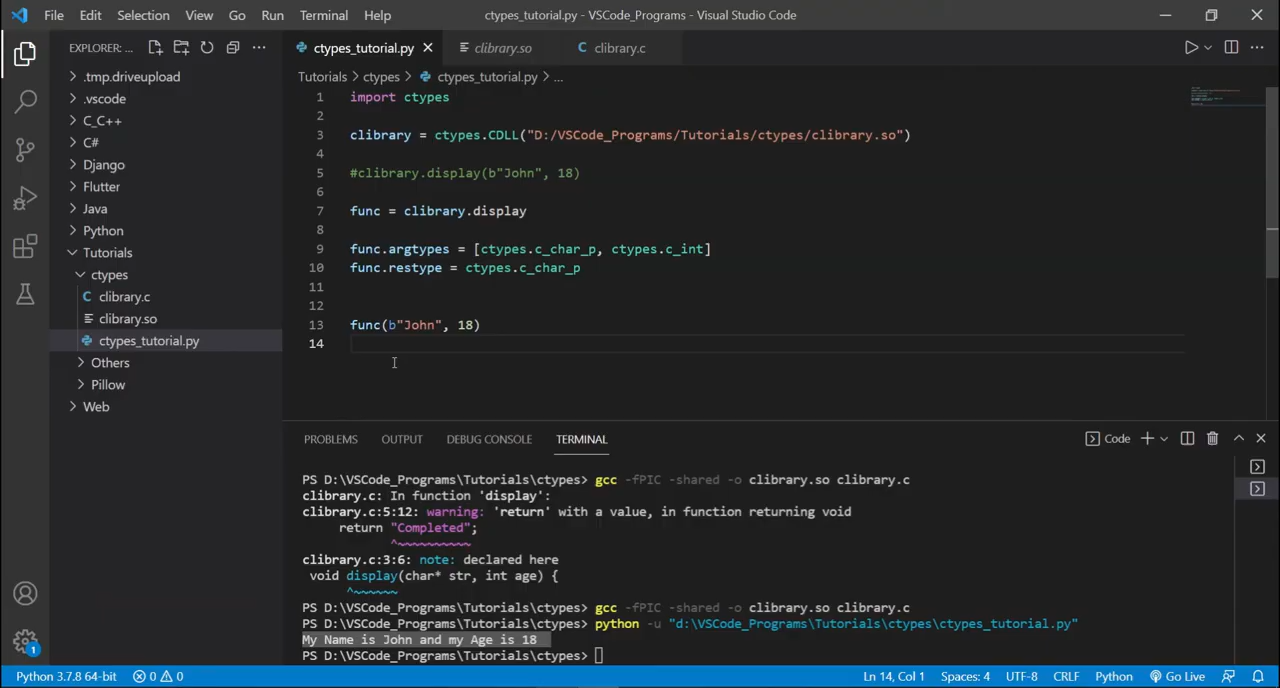 File Edit Selection View Go Run Terminal Help ctypes_tutorial.py - VSCode_Programs - Visual Studio Code
EXPLORER: ...
ctypes_tutorial.py clibrary.so clibrary.c
.tmp.driveupload
.vscode
C_C++
C#
Django
Flutter
Java
Python
Tutorials
ctypes
clibrary.c
clibrary.so
ctypes_tutorial.py
Others
Pillow
Web
Tutorials > ctypes > ctypes_tutorial.py > ...
1 import ctypes
2
3 clibrary = ctypes.CDLL("D:/VSCode_Programs/Tutorials/ctypes/clibrary.so")
4
5 #clibrary.display(b"John", 18)
6
7 func = clibrary.display
8
9 func.argtypes = [ctypes.c_char_p, ctypes.c_int]
10 func.restype = ctypes.c_char_p
11
12
13 func(b"John", 18)
14
PROBLEMS OUTPUT DEBUG CONSOLE TERMINAL Code
PS D:\VSCode_Programs\Tutorials\ctypes> gcc -fPIC -shared -o clibrary.so clibrary.c
clibrary.c: In function 'display':
clibrary.c:5:12: warning: 'return' with a value, in function returning void
return "Completed";
^~~~~~~~~~~
clibrary.c:3:6: note: declared here
void display(char* str, int age) {
^~~~~~~
PS D:\VSCode_Programs\Tutorials\ctypes> gcc -fPIC -shared -o clibrary.so clibrary.c
PS D:\VSCode_Programs\Tutorials\ctypes> python -u "d:\VSCode_Programs\Tutorials\ctypes\ctypes_tutorial.py"
My Name is John and my Age is 18
PS D:\VSCode_Programs\Tutorials\ctypes>
1
Python 3.7.8 64-bit 0 0 Ln 14, Col 1 Spaces: 4 UTF-8 CRLF Python Go Live